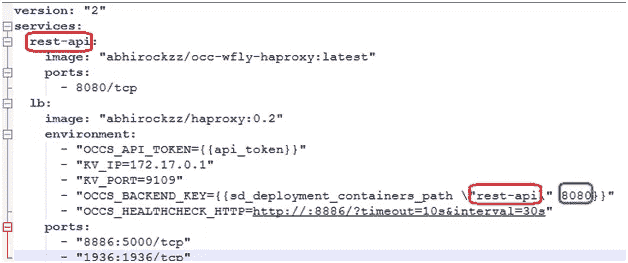 version: "2"
services:
rest-api:
image: "abhirockzz/occ-wfly-haproxy:latest"
ports:
- 8080/tcp
lb:
image: "abhirockzz/haproxy:0.2"
environment:
- "OCCS_API_TOKEN={{api_token}}"
- "KV_IP=172.17.0.1"
- "KV_PORT=9109"
- "OCCS_BACKEND_KEY={{sd_deployment_containers_path \"rest-api\" 8080}}"
- "OCCS_HEALTHCHECK_HTTP=http://:8886/?timeout=10s&interval=30s"
ports:
- "8886:5000/tcp"
- "1936:1936/tcp"